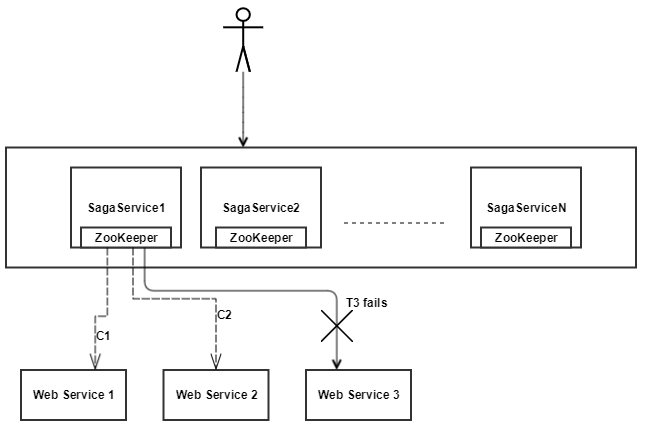 SagaService1
SagaService2
SagaServiceN
ZooKeeper
ZooKeeper
ZooKeeper
T3 fails
C2
C1
Web Service 1
Web Service 2
Web Service 3